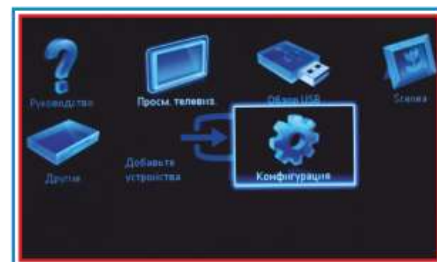 Руководство
Просм. телевиз.
Обзор USB
Scenea
Другие
Добавьте
устройства
Конфигурация